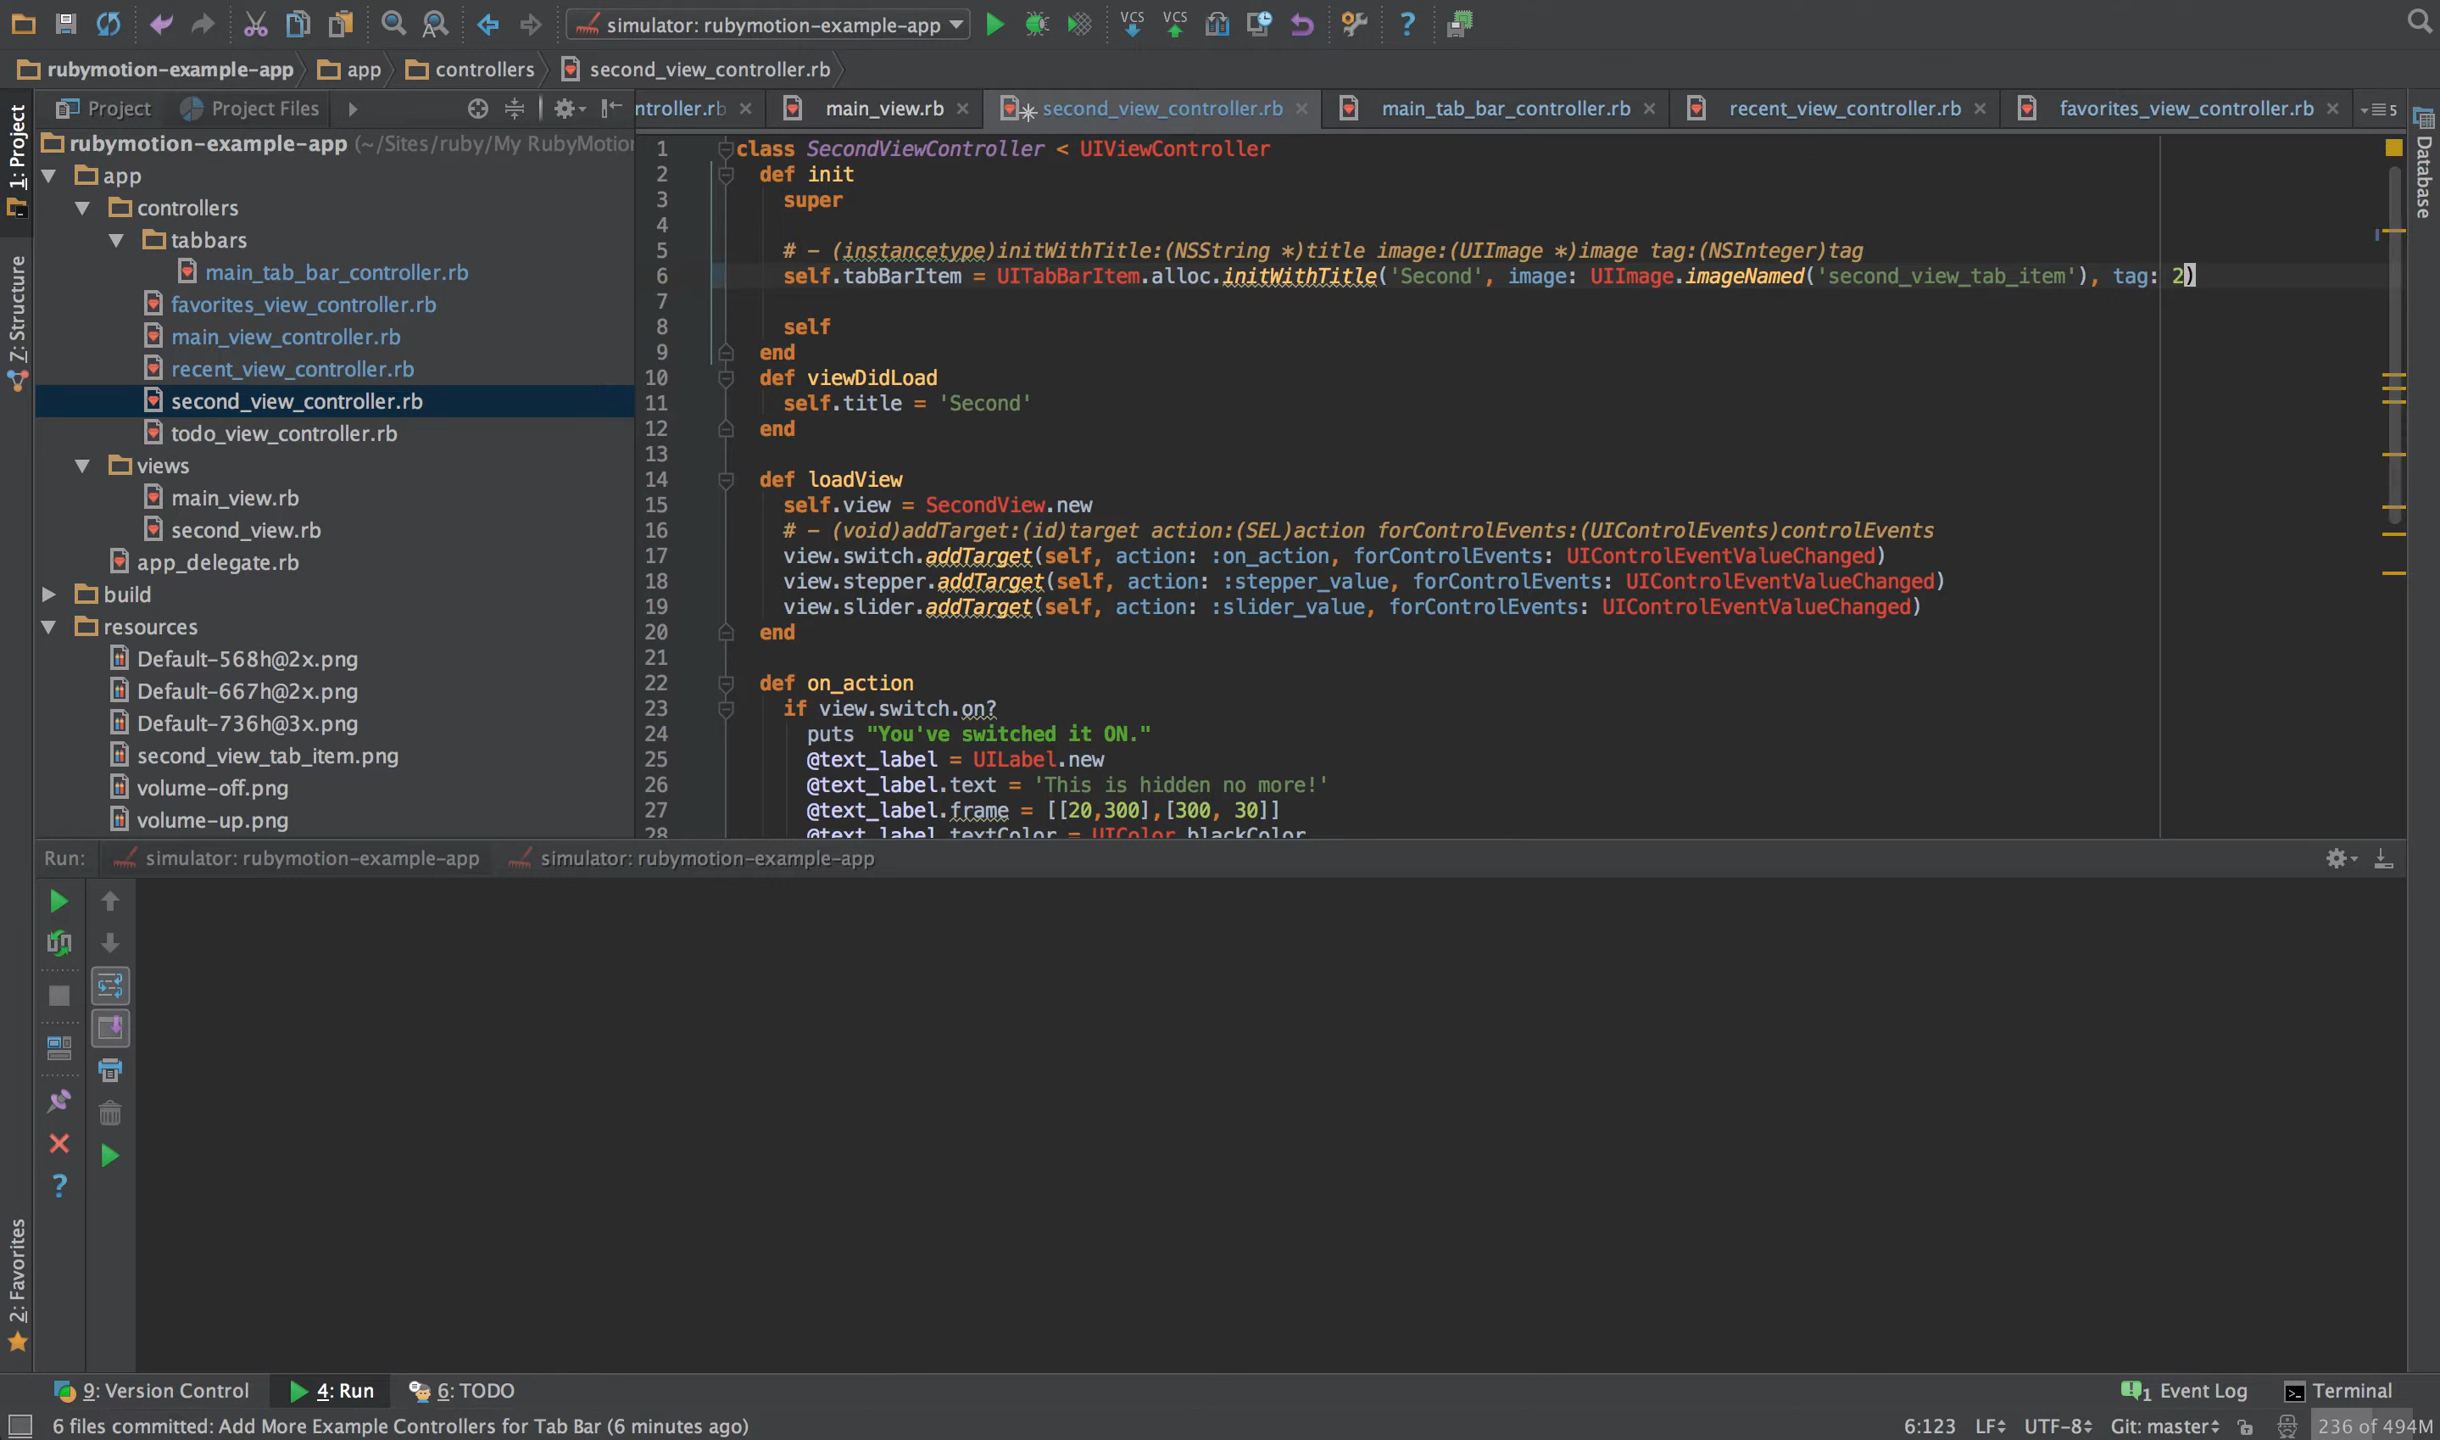 simulator: rubymotion-example-app
VCS
VCS
rubymotion-example-app
app
controllers
second_view_controller.rb
Project
Project Files
ntroller.rb
main_view.rb
second_view_controller.rb
main_tab_bar_controller.rb
recent_view_controller.rb
favorites_view_controller.rb
5
1: Project
7: Structure
2: Favorites
Database
rubymotion-example-app (~/Sites/ruby/My RubyMotion
app
controllers
tabbars
main_tab_bar_controller.rb
favorites_view_controller.rb
main_view_controller.rb
recent_view_controller.rb
second_view_controller.rb
todo_view_controller.rb
views
main_view.rb
second_view.rb
app_delegate.rb
build
resources
Default-568h@2x.png
Default-667h@2x.png
Default-736h@3x.png
second_view_tab_item.png
volume-off.png
volume-up.png
1 class SecondViewController < UIViewController
2 def init
3 super
4
5 # - (instancetype)initWithTitle:(NSString *)title image:(UIImage *)image tag:(NSInteger)tag
6 self.tabBarItem = UITabBarItem.alloc.initWithTitle('Second', image: UIImage.imageNamed('second_view_tab_item'), tag: 2)
7
8 self
9 end
10 def viewDidLoad
11 self.title = 'Second'
12 end
13
14 def loadView
15 self.view = SecondView.new
16 # - (void)addTarget:(id)target action:(SEL)action forControlEvents:(UIControlEvents)controlEvents
17 view.switch.addTarget(self, action: :on_action, forControlEvents: UIControlEventValueChanged)
18 view.stepper.addTarget(self, action: :stepper_value, forControlEvents: UIControlEventValueChanged)
19 view.slider.addTarget(self, action: :slider_value, forControlEvents: UIControlEventValueChanged)
20 end
21
22 def on_action
23 if view.switch.on?
24 puts "You've switched it ON."
25 @text_label = UILabel.new
26 @text_label.text = 'This is hidden no more!'
27 @text_label.frame = [[20,300],[300, 30]]
28 @text_label.textColor = UIColor.blackColor
Run:
simulator: rubymotion-example-app
simulator: rubymotion-example-app
9: Version Control
4: Run
6: TODO
1 Event Log
Terminal
6 files committed: Add More Example Controllers for Tab Bar (6 minutes ago)
6:123
LF
UTF-8
Git: master
236 of 494M